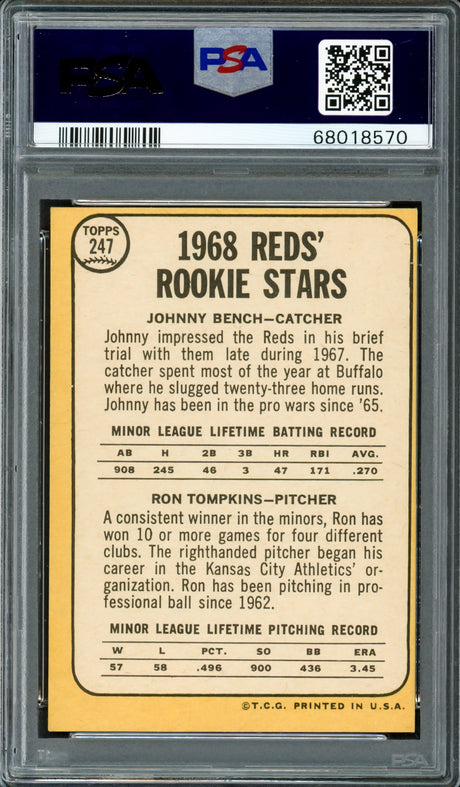 PSA
PSA
68018570
TOPPS
247
1968 REDS'
ROOKIE STARS
JOHNNY BENCH—CATCHER
Johnny impressed the Reds in his brief
trial with them late during 1967. The
catcher spent most of the year at Buffalo
where he slugged twenty-three home runs.
Johnny has been in the pro wars since '65.
MINOR LEAGUE LIFETIME BATTING RECORD
AB H 2B 3B HR RBI AVG.
908 245 46 3 47 171 .270
RON TOMPKINS—PITCHER
A consistent winner in the minors, Ron has
won 10 or more games for four different
clubs. The righthanded pitcher began his
career in the Kansas City Athletics' or-
ganization. Ron has been pitching in pro-
fessional ball since 1962.
MINOR LEAGUE LIFETIME PITCHING RECORD
W L PCT. SO BB ERA
57 58 .496 900 436 3.45
©T.C.G. PRINTED IN U.S.A.
PSA